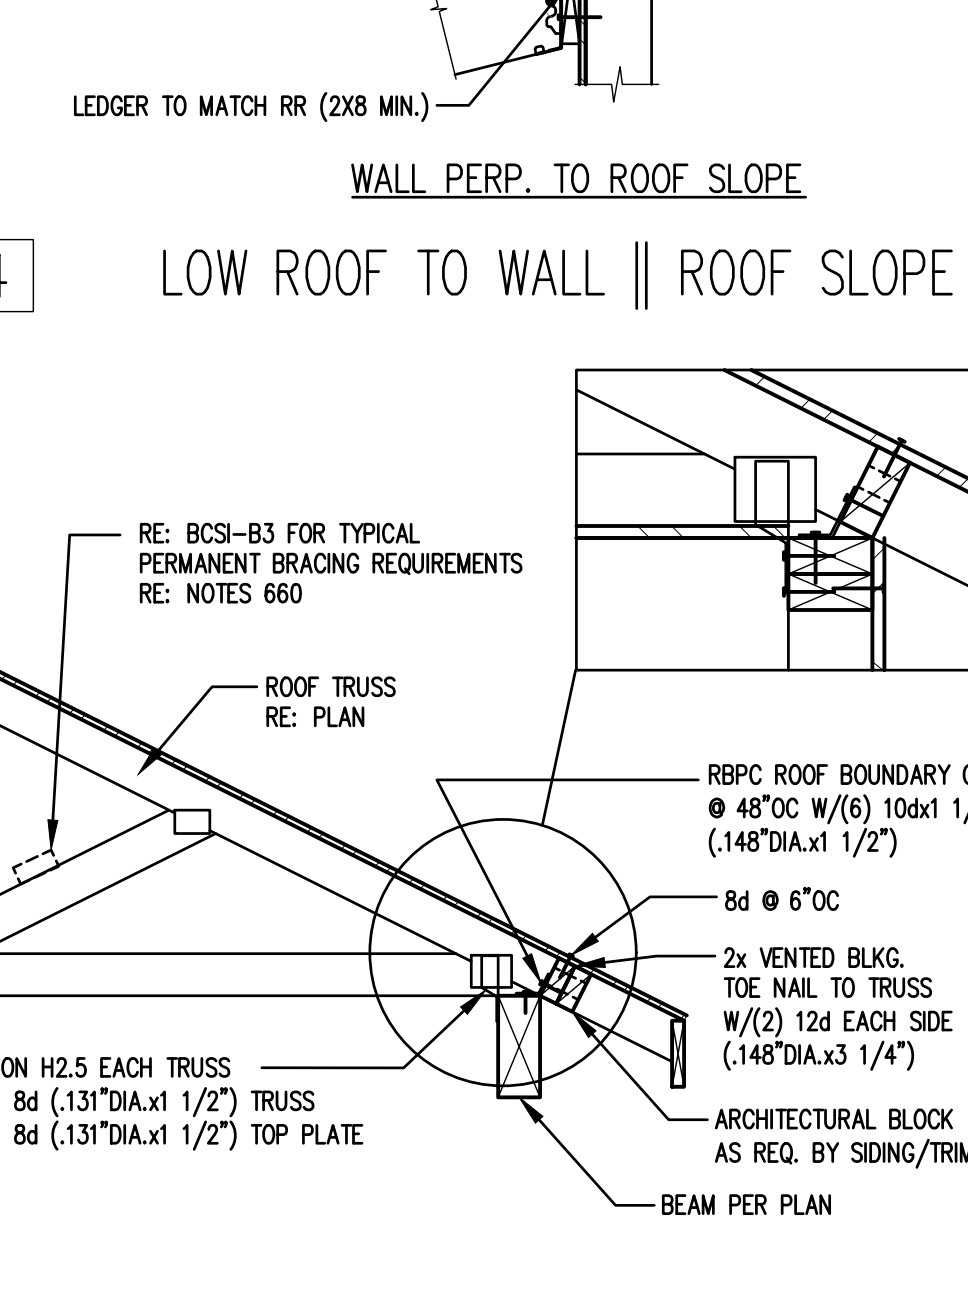 LEDGER TO MATCH RR (2X8 MIN.)
WALL PERP. TO ROOF SLOPE
LOW ROOF TO WALL || ROOF SLOPE
RE: BCSI-B3 FOR TYPICAL
PERMANENT BRACING REQUIREMENTS
RE: NOTES 660
ROOF TRUSS
RE: PLAN
RBPC ROOF BOUNDARY
@ 48"OC W/(6) 10dx1
(.148"DIA.x1 1/2")
8d @ 6"OC
2x VENTED BLKG.
TOE NAIL TO TRUSS
W/(2) 12d EACH SIDE
(.148"DIA.x3 1/4")
ON H2.5 EACH TRUSS
8d (.131"DIA.x1 1/2") TRUSS
8d (.131"DIA.x1 1/2") TOP PLATE
ARCHITECTURAL BLOCK
AS REQ. BY SIDING/TRIM
BEAM PER PLAN